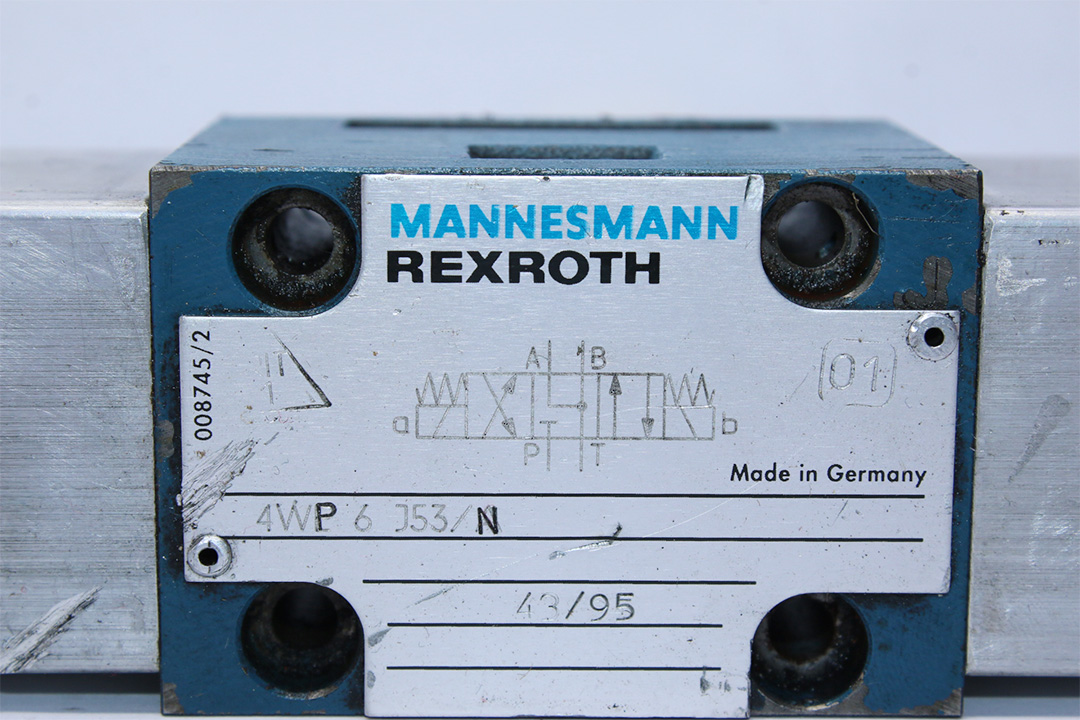 MANNESMANN
REXROTH
008745/2
01
A B
a b
P T
Made in Germany
4WP 6 J53/N
43/95